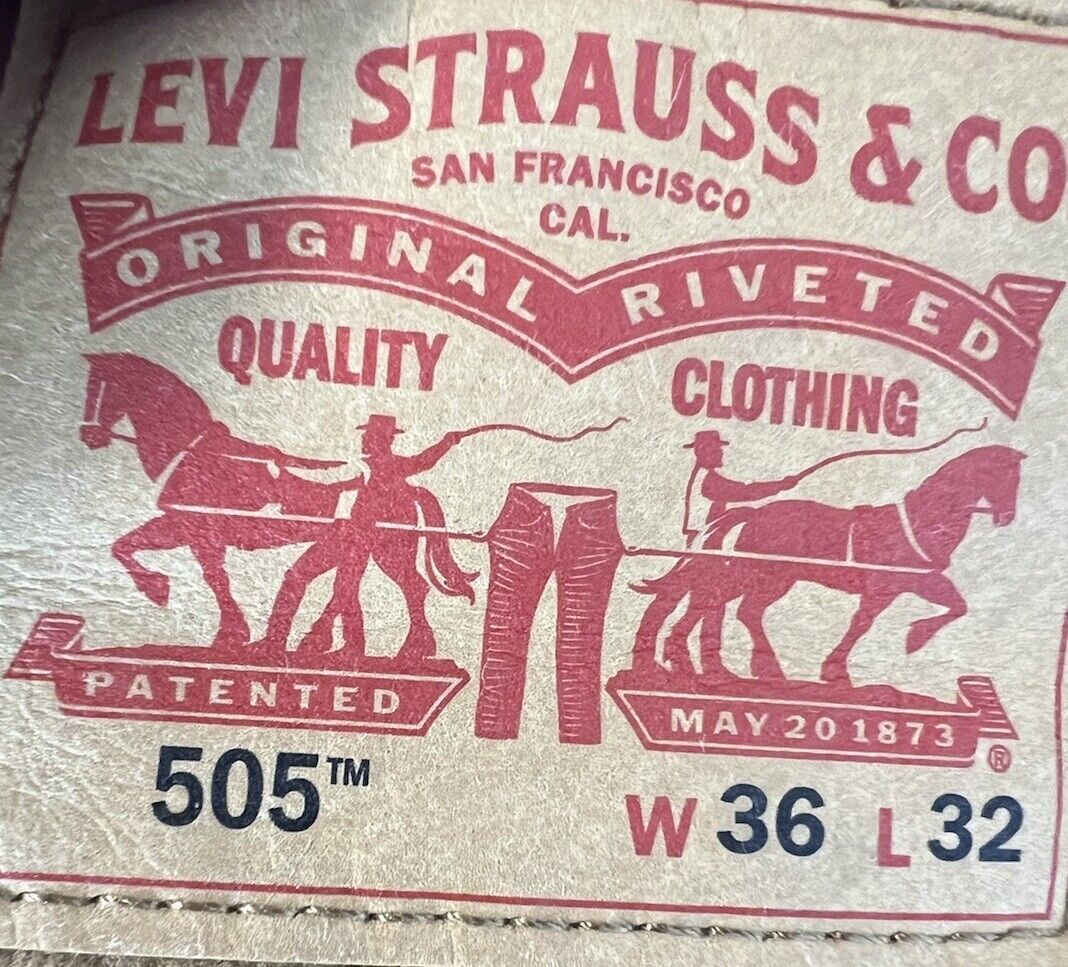 LEVI STRAUSS & CO
SAN FRANCISCO
CAL.
ORIGINAL RIVETED
QUALITY CLOTHING
PATENTED MAY 20 1873 ®
505™ W 36 L 32